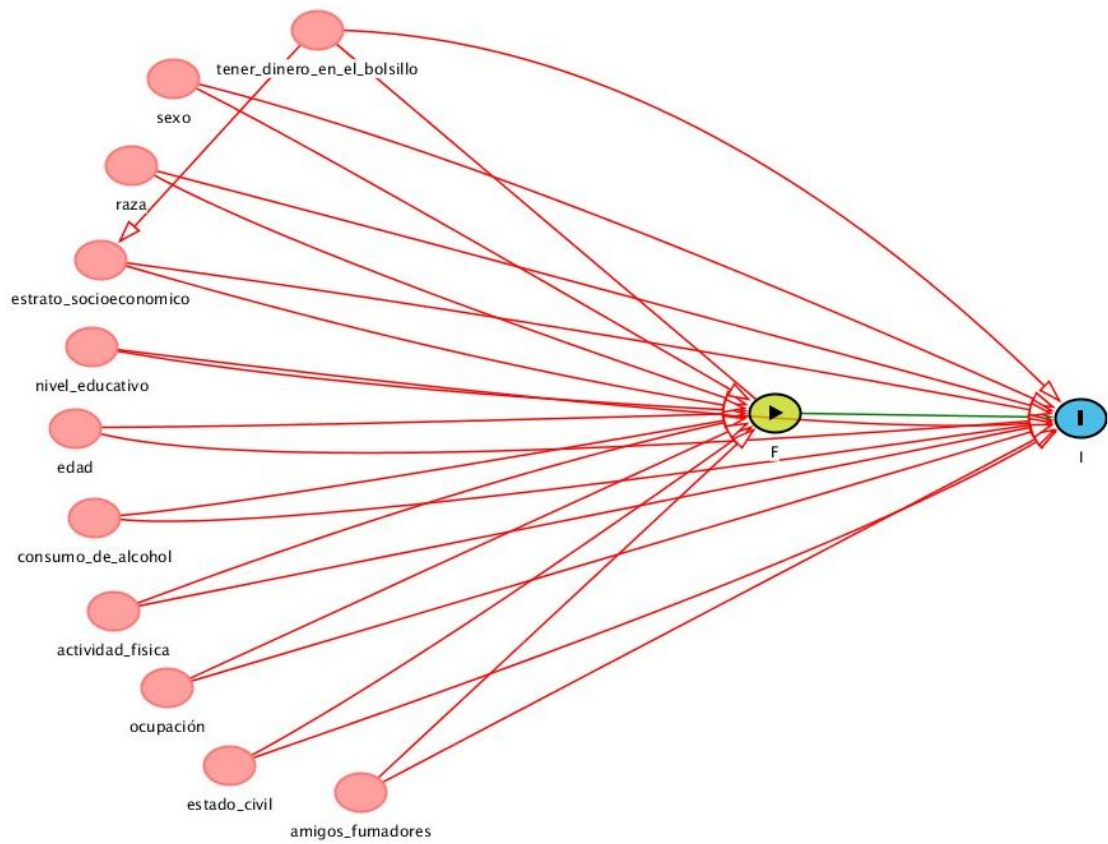 tener_dinero_en_el_bolsillo
sexo
raza
estrato_socioeconomico
nivel_educativo
edad
F
I
consumo_de_alcohol
actividad_fisica
ocupación
estado_civil
amigos_fumadores